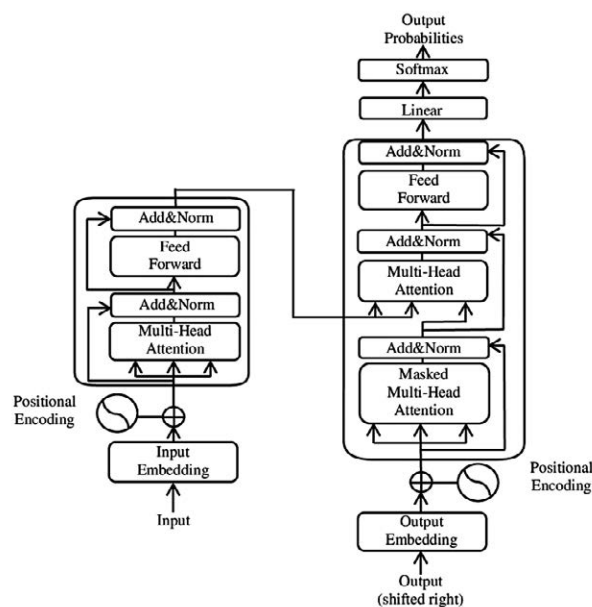 Output
Probabilities
Softmax
Linear
Add&Norm
Feed
Forward
Add&Norm
Multi-Head
Attention
Add&Norm
Masked
Multi-Head
Attention
Positional
Encoding
Output
Embedding
Output
(shifted right)
Add&Norm
Feed
Forward
Add&Norm
Multi-Head
Attention
Positional
Encoding
Input
Embedding
Input